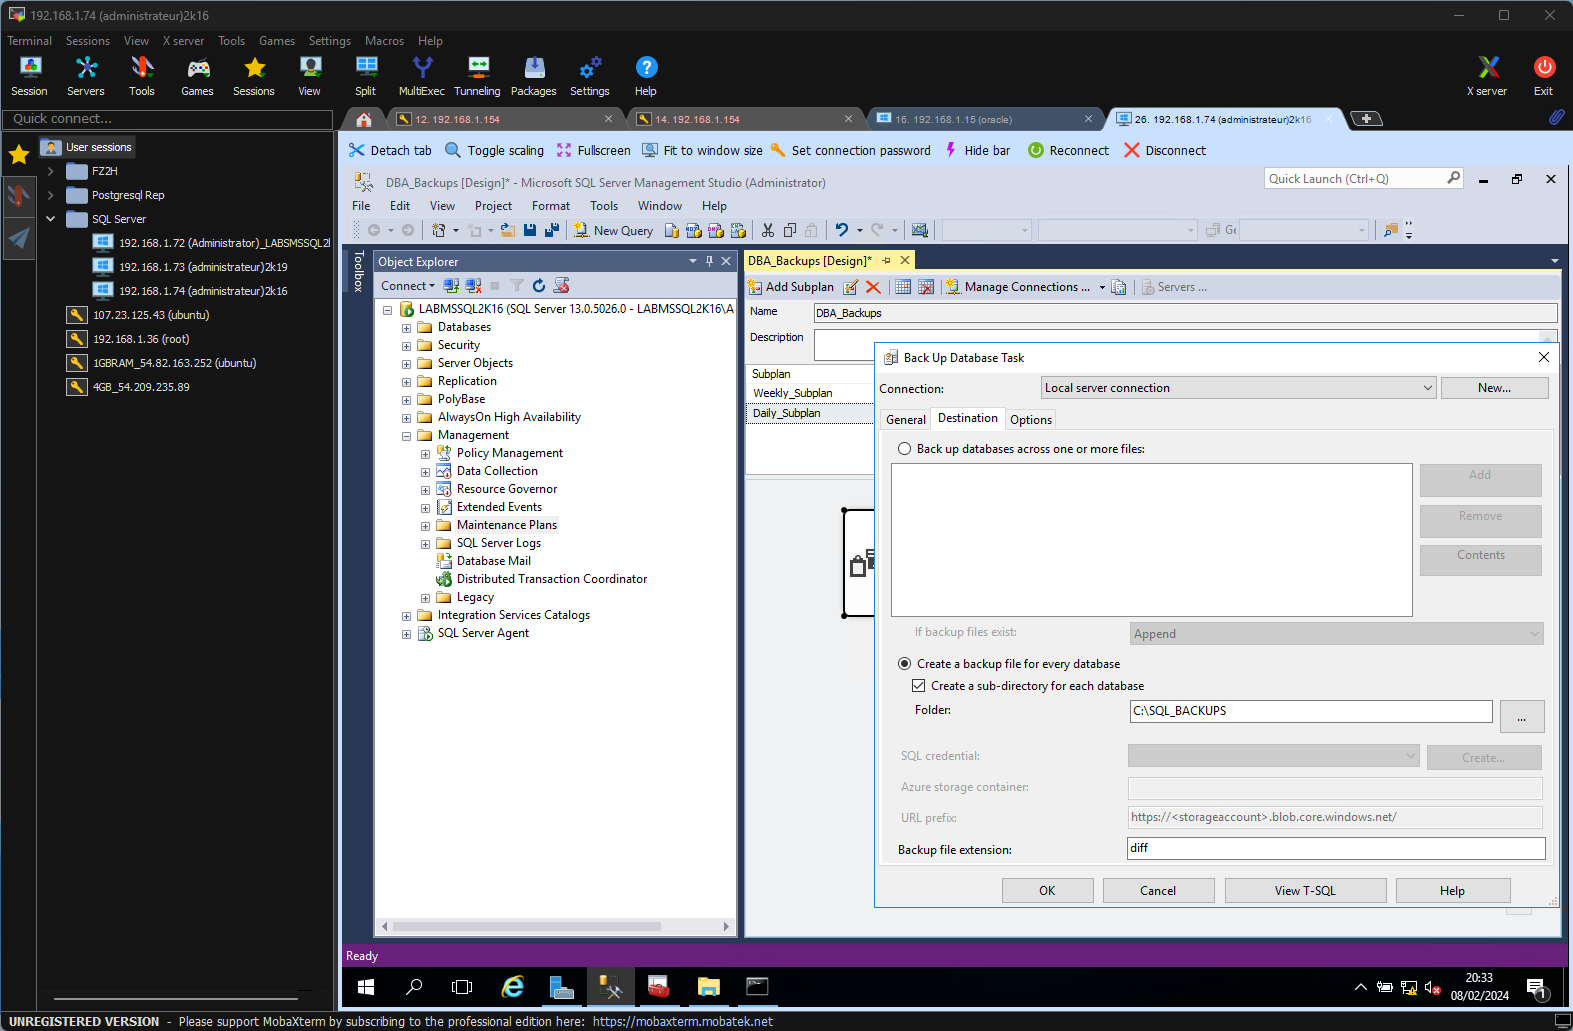 192.168.1.74 (administrateur)2k16
Terminal Sessions View X server Tools Games Settings Macros Help
Session Servers Tools Games Sessions View Split MultiExec Tunneling Packages Settings Help X server Exit
Quick connect...
12. 192.168.1.154
14. 192.168.1.154
16. 192.168.1.15 (oracle)
26. 192.168.1.74 (administrateur)2k16
User sessions
FZ2H
Postgresql Rep
SQL Server
192.168.1.72 (Administrator)_LABSMSSQL2
192.168.1.73 (administrateur)2k19
192.168.1.74 (administrateur)2k16
107.23.125.43 (ubuntu)
192.168.1.36 (root)
1GBRAM_54.82.163.252 (ubuntu)
4GB_54.209.235.89
Detach tab Toggle scaling Fullscreen Fit to window size Set connection password Hide bar Reconnect Disconnect
DBA_Backups [Design]* - Microsoft SQL Server Management Studio (Administrator)
Quick Launch (Ctrl+Q)
File Edit View Project Format Tools Window Help
New Query
Toolbox
Object Explorer
Connect
LABMSSQL2K16 (SQL Server 13.0.5026.0 - LABMSSQL2K16\A
Databases
Security
Server Objects
Replication
PolyBase
AlwaysOn High Availability
Management
Policy Management
Data Collection
Resource Governor
Extended Events
Maintenance Plans
SQL Server Logs
Database Mail
Distributed Transaction Coordinator
Legacy
Integration Services Catalogs
SQL Server Agent
DBA_Backups [Design]*
Add Subplan Manage Connections ... Servers ...
Name DBA_Backups
Description
Subplan
Weekly_Subplan
Daily_Subplan
Back Up Database Task
Connection: Local server connection New...
General Destination Options
Back up databases across one or more files:
Add
Remove
Contents
If backup files exist: Append
Create a backup file for every database
Create a sub-directory for each database
Folder: C:\SQL_BACKUPS ...
SQL credential: Create...
Azure storage container:
URL prefix: https://<storageaccount>.blob.core.windows.net/
Backup file extension: diff
OK Cancel View T-SQL Help
Ready
20:33
08/02/2024
1
UNREGISTERED VERSION - Please support MobaXterm by subscribing to the professional edition here: https://mobaxterm.mobatek.net